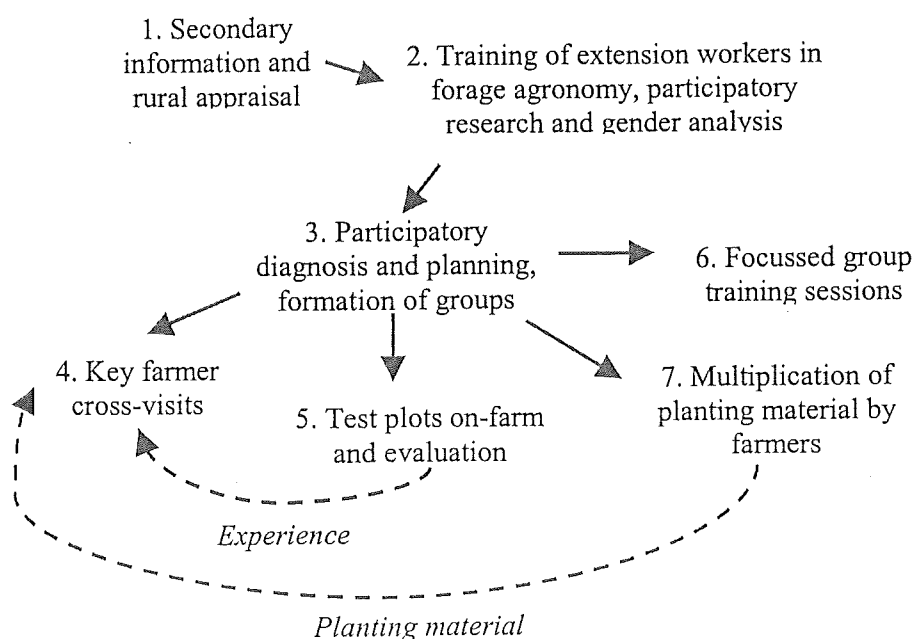 1. Secondary
information and
rural appraisal
2. Training of extension workers in
forage agronomy, participatory
research and gender analysis
3. Participatory
diagnosis and planning,
formation of groups
6. Focussed group
training sessions
4. Key farmer
cross-visits
5. Test plots on-farm
and evaluation
7. Multiplication of
planting material by
farmers
Experience
Planting material